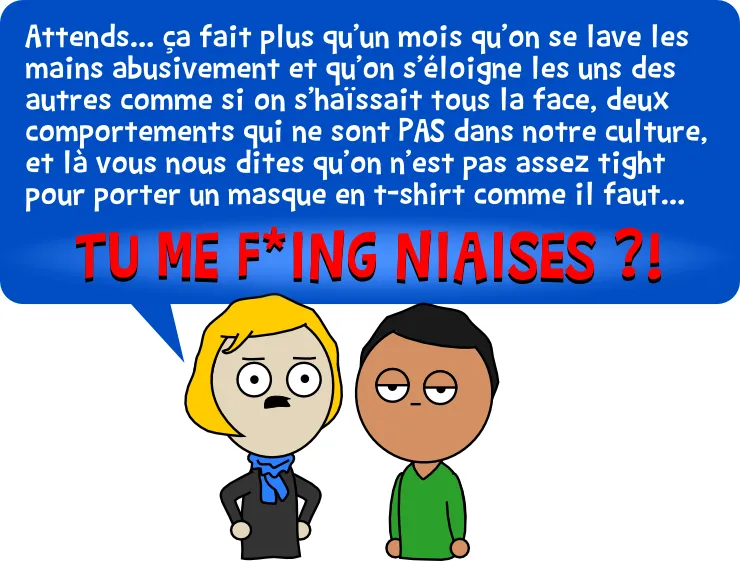 Attends... ça fait plus qu'un mois qu'on se lave les
mains abusivement et qu'on s'éloigne les uns des
autres comme si on s'haïssait tous la face, deux
comportements qui ne sont PAS dans notre culture,
et là vous nous dites qu'on n'est pas assez tight
pour porter un masque en t-shirt comme il faut...
TU ME F*ING NIAISES ?!